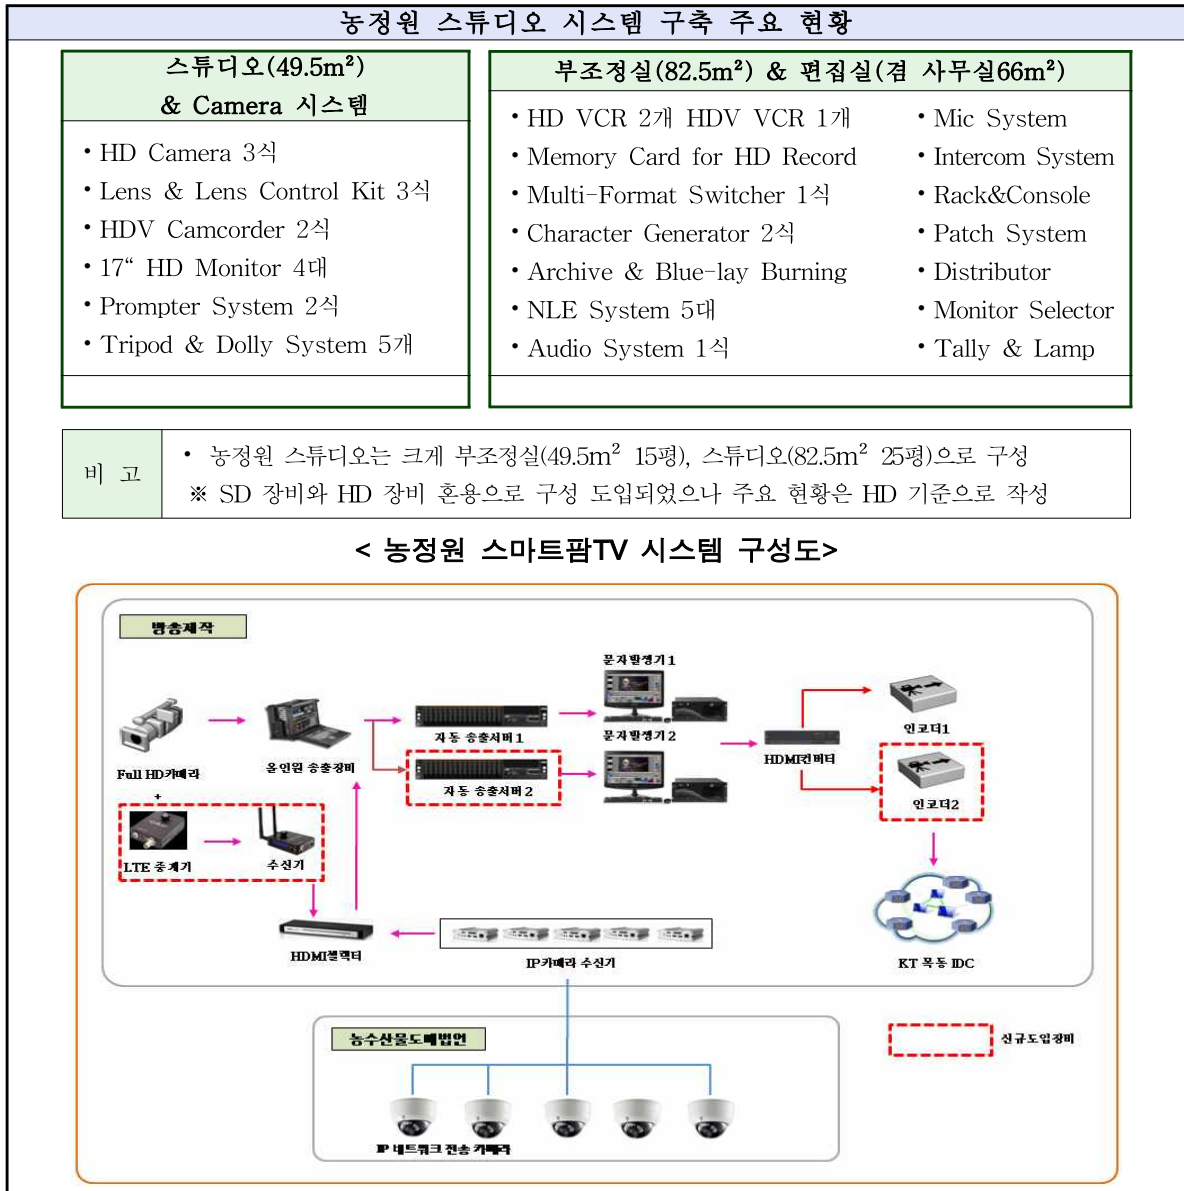 농정원 스튜디오 시스템 구축 주요 현황
스튜디오(49.5m²)
& Camera 시스템
• HD Camera 3식
• Lens & Lens Control Kit 3식
• HDV Camcorder 2식
• 17“ HD Monitor 4대
• Prompter System 2식
• Tripod & Dolly System 5개
부조정실(82.5m²) & 편집실(겸 사무실66m²)
• HD VCR 2개 HDV VCR 1개
• Memory Card for HD Record
• Multi-Format Switcher 1식
• Character Generator 2식
• Archive & Blue-lay Burning
• NLE System 5대
• Audio System 1식
• Mic System
• Intercom System
• Rack&Console
• Patch System
• Distributor
• Monitor Selector
• Tally & Lamp
비 고
• 농정원 스튜디오는 크게 부조정실(49.5m² 15평), 스튜디오(82.5m² 25평)으로 구성
※ SD 장비와 HD 장비 혼용으로 구성 도입되었으나 주요 현황은 HD 기준으로 작성
< 농정원 스마트팜TV 시스템 구성도>
방송제작
문자발생기1
자동 송출서버1
문자발생기2
인코더1
Full HD카메라
올인원 송출장비
HDMI컨버터
자동 송출서버2
인코더2
+
LTE 중계기
수신기
HDMI셀렉터
IP카메라 수신기
KT 목동 IDC
농수산물도매법인
신규도입장비
IP 네트워크 전송 카메라